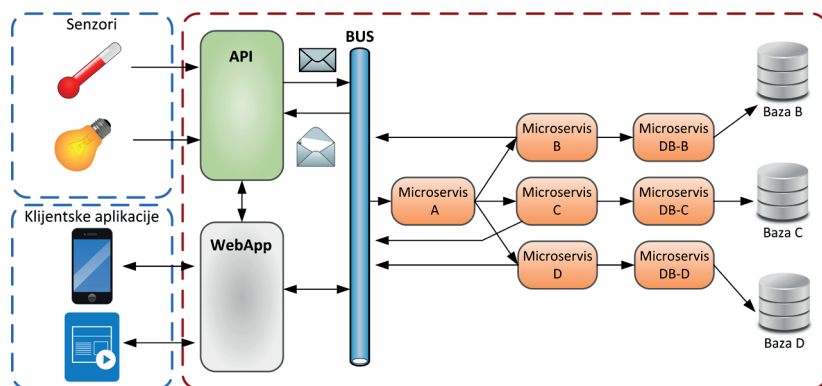 Senzori
API
BUS
Baza B
Microservis
B
Microservis
DB-B
Microservis
A
Microservis
C
Microservis
DB-C
Baza C
Klijentske aplikacije
WebApp
Microservis
D
Microservis
DB-D
Baza D